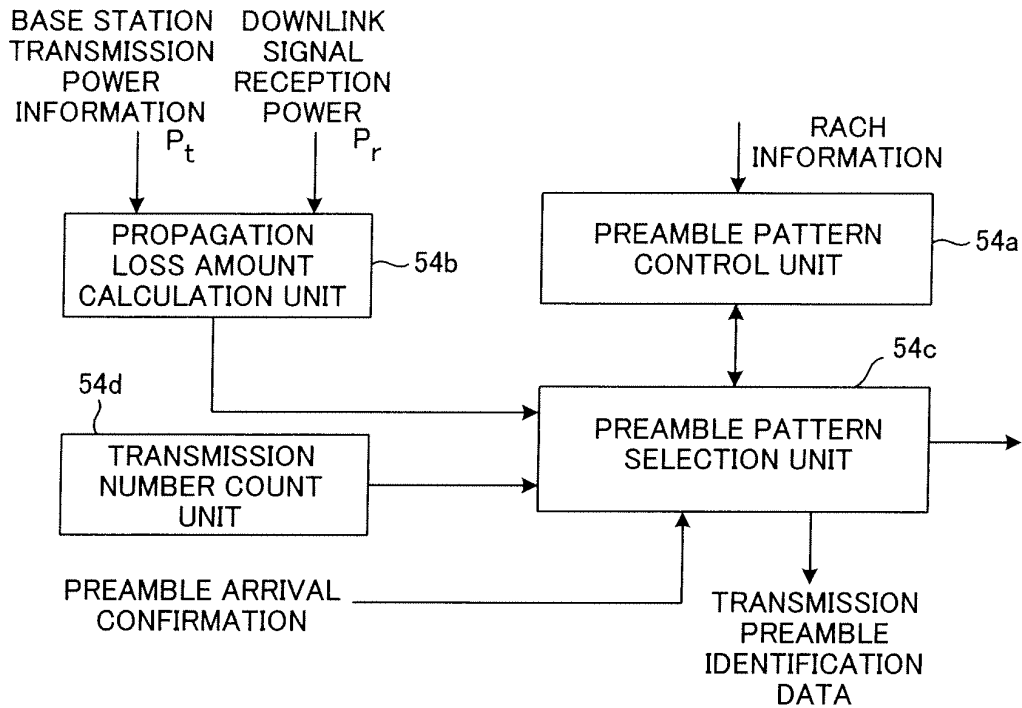 BASE STATION
TRANSMISSION
POWER
INFORMATION
Pt
DOWNLINK
SIGNAL
RECEPTION
POWER
Pr
RACH
INFORMATION
PROPAGATION
LOSS AMOUNT
CALCULATION UNIT
54b
PREAMBLE PATTERN
CONTROL UNIT
54a
54d
TRANSMISSION
NUMBER COUNT
UNIT
54c
PREAMBLE PATTERN
SELECTION UNIT
PREAMBLE ARRIVAL
CONFIRMATION
TRANSMISSION
PREAMBLE
IDENTIFICATION
DATA